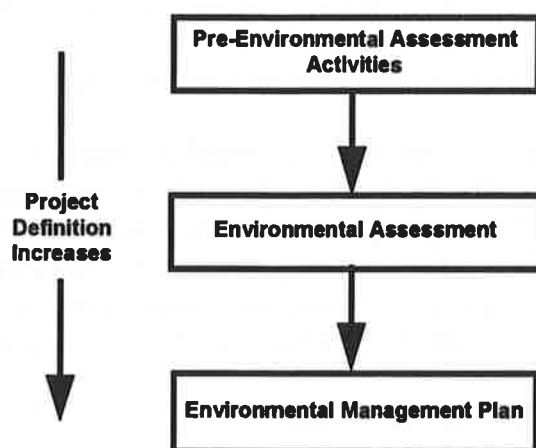 Pre-Environmental Assessment
Activities
Project
Definition
Increases
Environmental Assessment
Environmental Management Plan